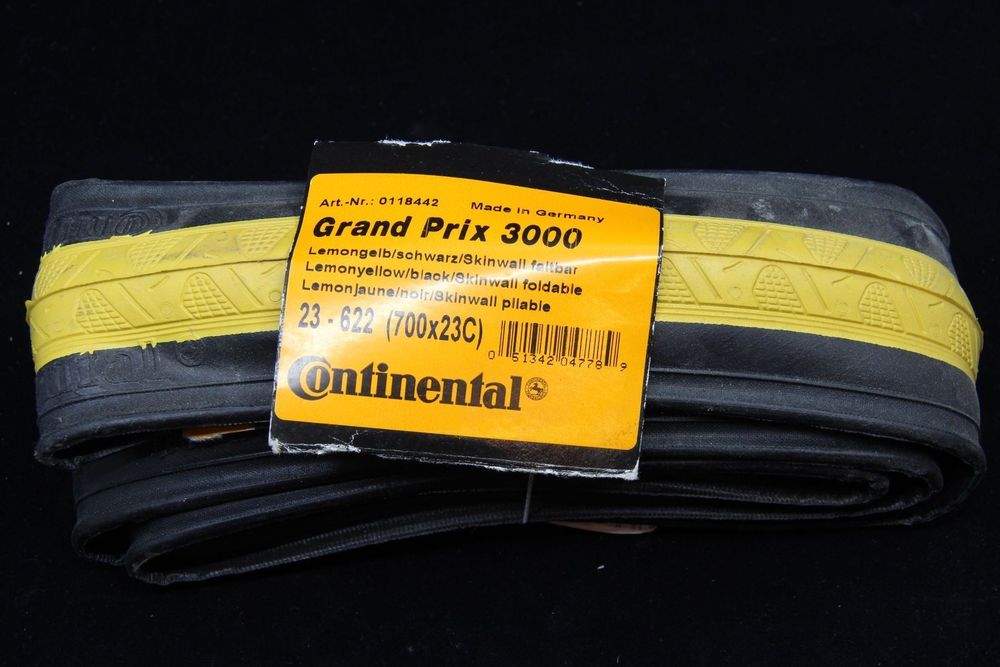 Art.-Nr.: 0118442 Made in Germany
Grand Prix 3000
Lemongelb/schwarz/Skinwall faltbar
Lemonyellow/black/Skinwall foldable
Lemonjaune/noir/Skinwall pliable
23 - 622 (700x23C)
0 51342 04778 9
Continental